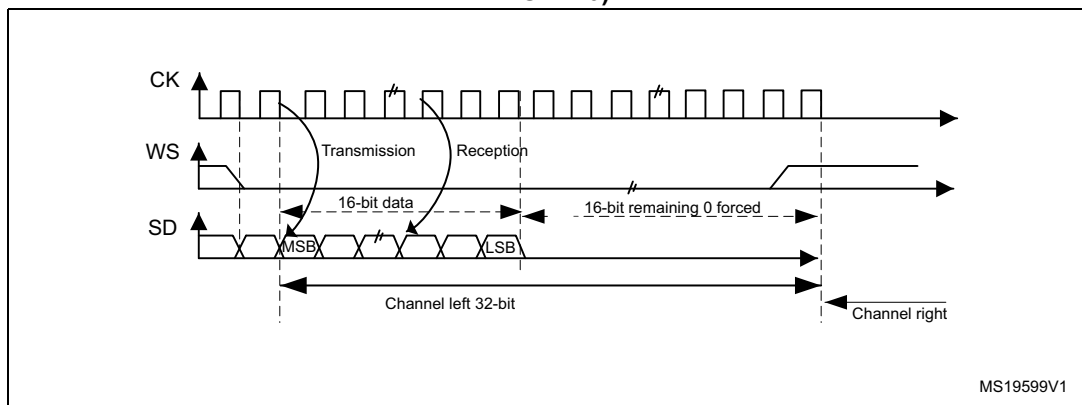 CK
WS
Transmission
Reception
16-bit data
16-bit remaining 0 forced
SD
MSB
LSB
Channel left 32-bit
Channel right
MS19599V1